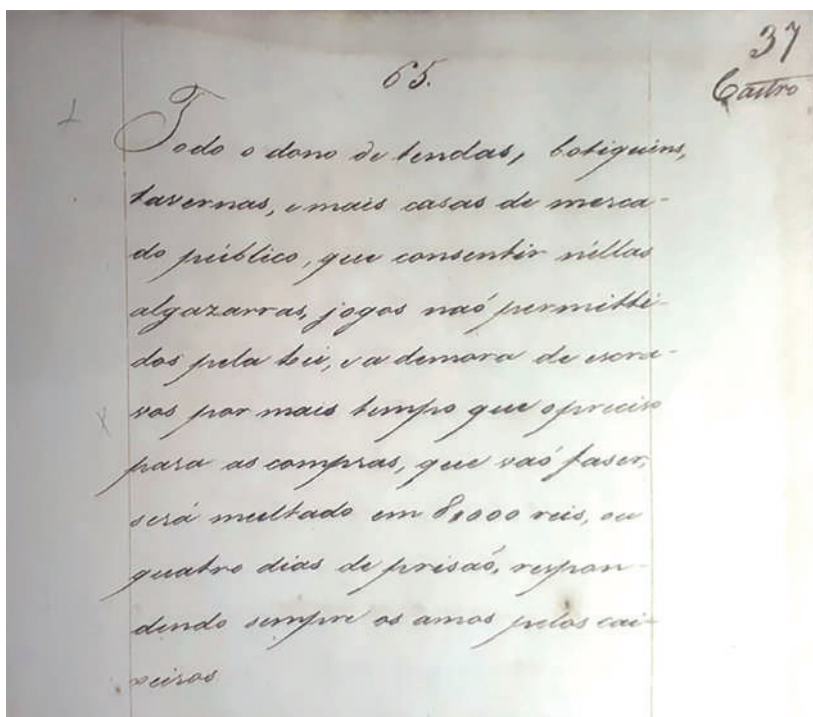 37
Castro
65.
Todo o dono de tendas, botiquins,
tavernas, e mais casas de merca-
do público, que consentir néllas
algazarras, jogos naõ permitti-
dos pela Lei, e a demora de escra-
vos por mais tempo que o preciso
para as compras, que vaõ faser,
será multado em 8,000 reis, ou
quatro dias de prisaõ, respon-
dendo sempre os amos pelos cai-
xeiros